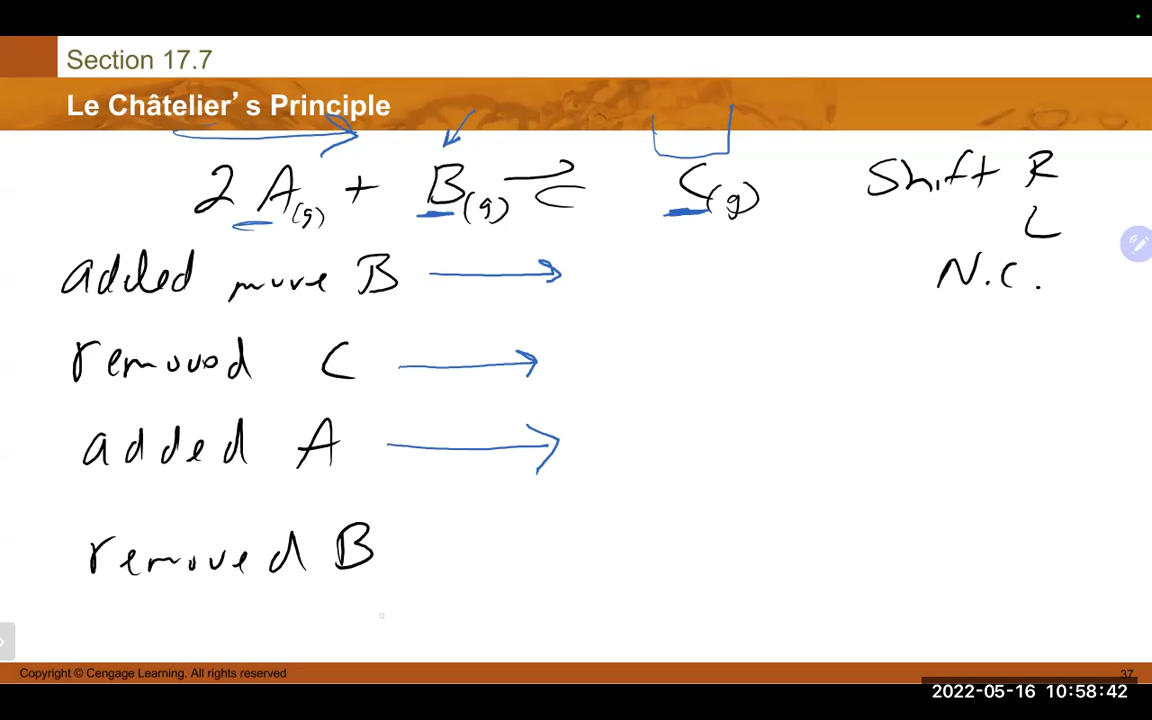 Section 17.7
Le Châtelier's Principle
2 A(g) + B(g) ⇌ C(g)
Shift R
L
added more B →
N.C.
removed C →
added A →
removed B
Copyright © Cengage Learning. All rights reserved
37
2022-05-16 10:58:42